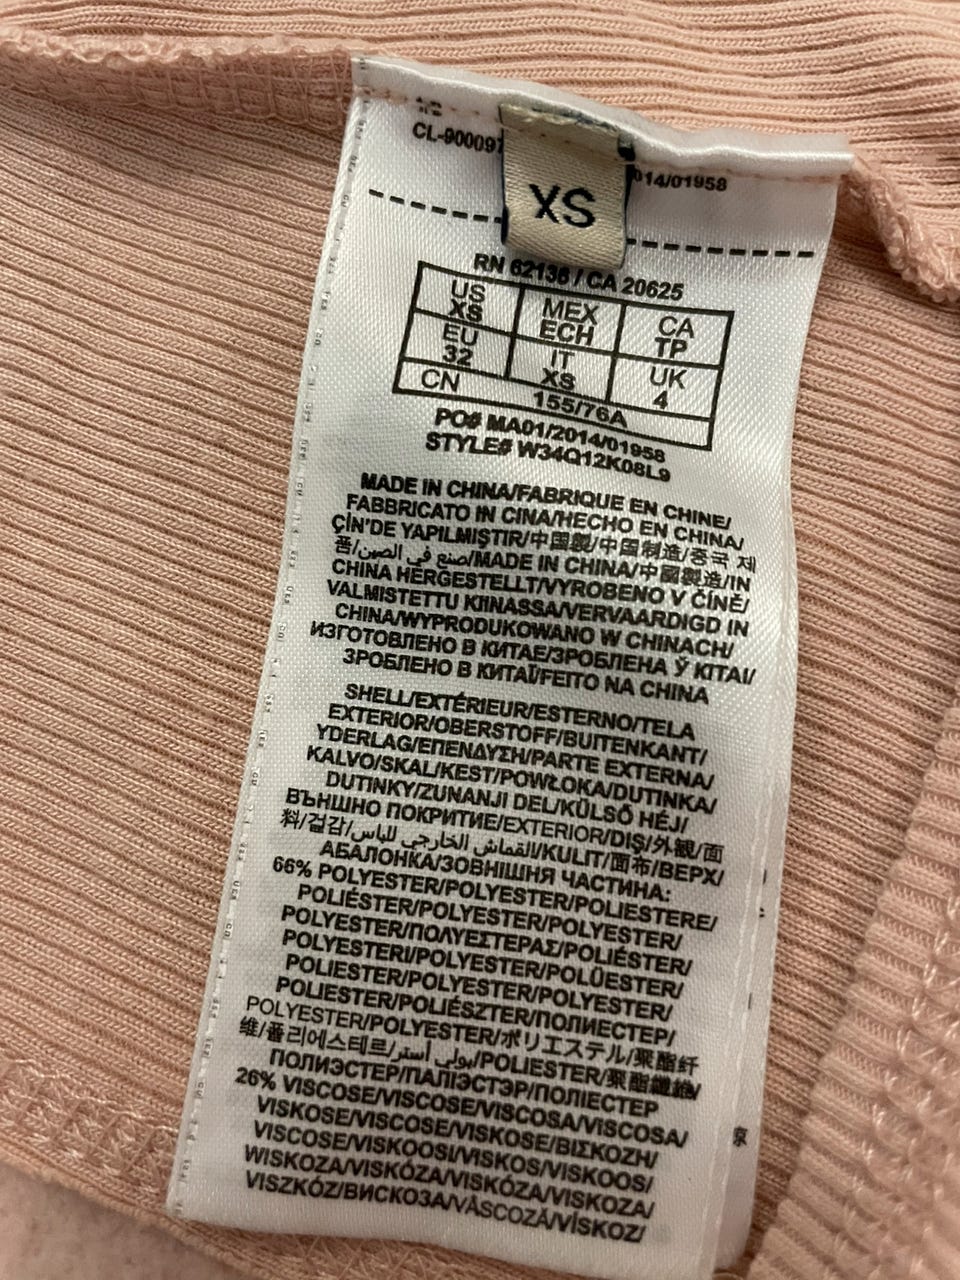 CL-900097
014/01958
XS
RN 62136 / CA 20625
US MEX CA
XS ECH TP
EU IT UK
32 XS 4
CN 155/76A
PO# MA01/2014/01958
STYLE# W34Q12K08L9
MADE IN CHINA/FABRIQUE EN CHINE/
FABBRICATO IN CINA/HECHO EN CHINA/
ÇİN'DE YAPILMIŞTIR/中国製/中国制造/중국 제
품/صنع في الصين/MADE IN CHINA/中國製造/IN
CHINA HERGESTELLT/VYROBENO V ČÍNĚ/
VALMISTETTU KIINASSA/VERVAARDIGD IN
CHINA/WYPRODUKOWANO W CHINACH/
ИЗГОТОВЛЕНО В КИТАЕ/ЗРОБЛЕНА Ў КІТАІ/
ЗРОБЛЕНО В КИТАЇ/FEITO NA CHINA
SHELL/EXTÉRIEUR/ESTERNO/TELA
EXTERIOR/OBERSTOFF/BUITENKANT/
YDERLAG/ΕΠΕΝΔΥΣΗ/PARTE EXTERNA/
KALVO/SKAL/KEST/POWŁOKA/DUTINKA/
DUTINKY/ZUNANJI DEL/KÜLSŐ HÉJ/
ВЪНШНО ПОКРИТИЕ/EXTERIOR/DIŞ/外観/面
料/겉감/القماش الخارجي للباس/KULIT/面布/ВЕРХ/
АБАЛОНКА/ЗОВНІШНЯ ЧАСТИНА:
66% POLYESTER/POLYESTER/POLIESTERE/
POLIÉSTER/POLYESTER/POLYESTER/
POLYESTER/ΠΟΛΥΕΣΤΕΡΑΣ/POLIÉSTER/
POLYESTERI/POLYESTER/POLÜESTER/
POLIESTER/POLYESTER/POLYESTER/
POLIESTER/POLIÉSZTER/ПОЛИЕСТЕР/
POLYESTER/POLYESTER/ポリエステル/聚酯纤
维/폴리에스테르/بولي أستر/POLIESTER/聚酯纖維/
ПОЛИЭСТЕР/ПАЛІЭСТЭР/ПОЛІЕСТЕР
26% VISCOSE/VISCOSE/VISCOSA/VISCOSA/
VISKOSE/VISCOSE/VISKOSE/ΒΙΣΚΟΖΗ/
VISCOSE/VISKOOSI/VISKOS/VISKOOS/
WISKOZA/VISKÓZA/VISKÓZA/VISKOZA/
VISZKÓZ/ВИСКОЗА/VÂSCOZĂ/VİSKOZ/